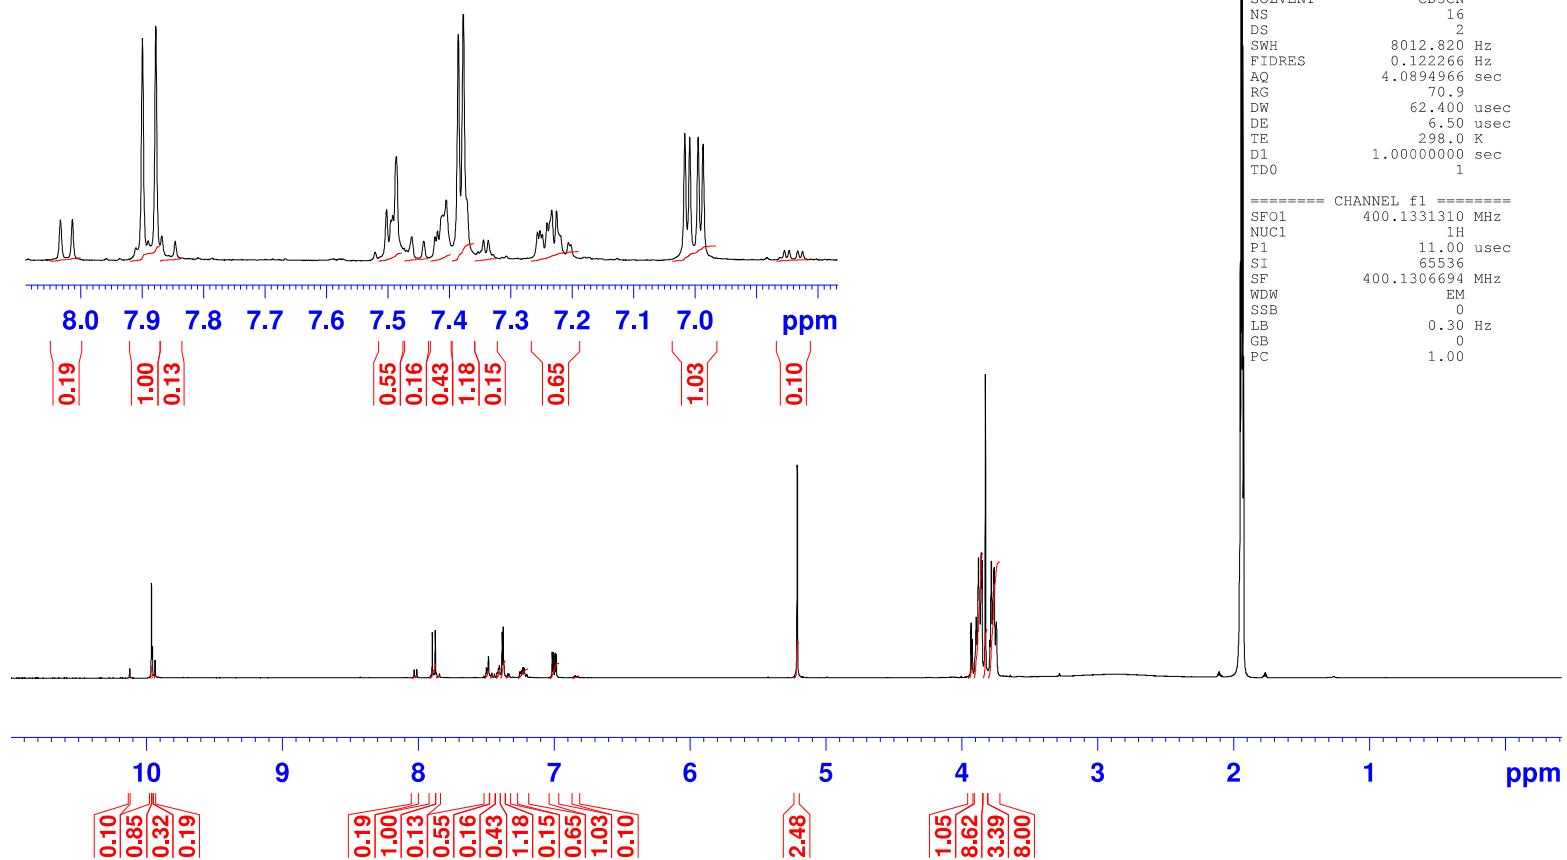 NS 16
DS 2
SWH 8012.820 Hz
FIDRES 0.122266 Hz
AQ 4.0894966 sec
RG 70.9
DW 62.400 usec
DE 6.50 usec
TE 298.0 K
D1 1.00000000 sec
TD0 1
======== CHANNEL f1 ========
SFO1 400.1331310 MHz
NUC1 1H
P1 11.00 usec
SI 65536
SF 400.1306694 MHz
WDW EM
SSB 0
LB 0.30 Hz
GB 0
PC 1.00
8.0 7.9 7.8 7.7 7.6 7.5 7.4 7.3 7.2 7.1 7.0 ppm
0.19 1.00 0.13 0.55 0.16 0.43 1.18 0.15 0.65 1.03 0.10
10 9 8 7 6 5 4 3 2 1 ppm
0.10 0.85 0.32 0.19 0.19 1.00 0.13 0.55 0.16 0.43 1.18 0.15 0.65 1.03 0.10 2.48 1.05 8.62 3.39 8.00